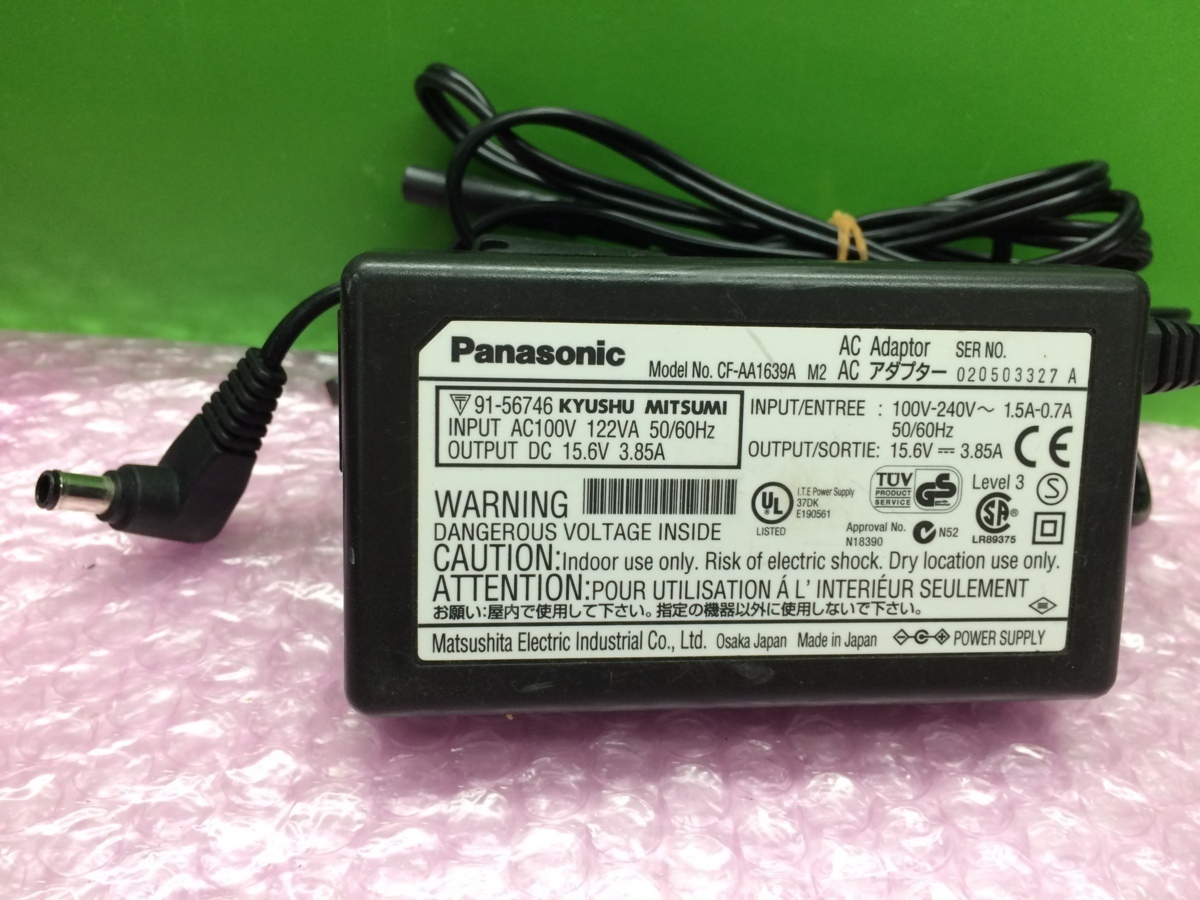 Panasonic
Model No. CF-AA1639A M2
AC Adaptor SER NO.
AC アダプター 020503327 A
91-56746 KYUSHU MITSUMI
INPUT AC100V 122VA 50/60Hz
OUTPUT DC 15.6V 3.85A
INPUT/ENTREE : 100V-240V～ 1.5A-0.7A
50/60Hz
OUTPUT/SORTIE: 15.6V ⎓ 3.85A
CE
WARNING
DANGEROUS VOLTAGE INSIDE
UL
LISTED
I.T.E Power Supply
37DK
E190561
TUV
PRODUCT
SERVICE
GS
Approval No.
N18390
N52
Level 3
SA
LR89375
S
CAUTION:Indoor use only. Risk of electric shock. Dry location use only.
ATTENTION:POUR UTILISATION Á L' INTERIÉUR SEULEMENT
お願い:屋内で使用して下さい。指定の機器以外に使用しないで下さい。
Matsushita Electric Industrial Co., Ltd. Osaka Japan Made in Japan POWER SUPPLY